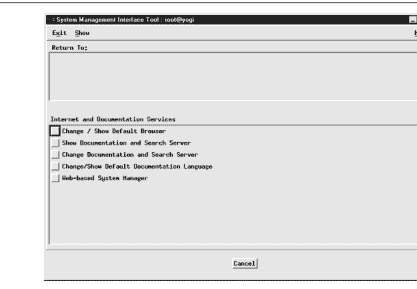 : System Management Interface Tool : root@yogi
Exit Show
Return To:
Internet and Documentation Services
Change / Show Default Browser
Show Documentation and Search Server
Change Documentation and Search Server
Change/Show Default Documentation Language
Web-based System Manager
Cancel